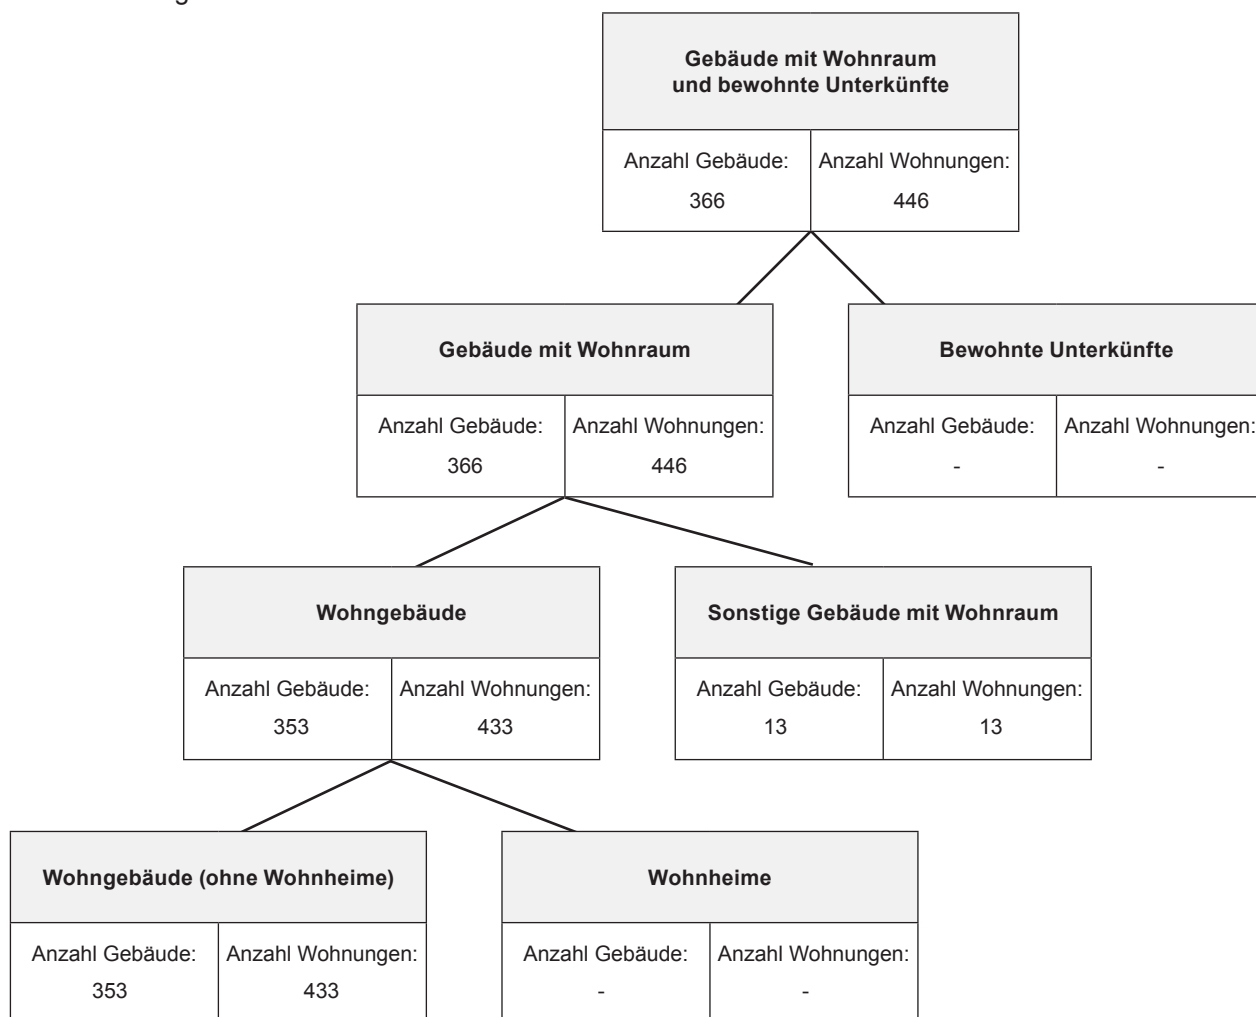 Gebäude mit Wohnraum
und bewohnte Unterkünfte
Anzahl Gebäude: Anzahl Wohnungen:
366 446
Gebäude mit Wohnraum
Anzahl Gebäude: Anzahl Wohnungen:
366 446
Bewohnte Unterkünfte
Anzahl Gebäude: Anzahl Wohnungen:
- -
Wohngebäude
Anzahl Gebäude: Anzahl Wohnungen:
353 433
Sonstige Gebäude mit Wohnraum
Anzahl Gebäude: Anzahl Wohnungen:
13 13
Wohngebäude (ohne Wohnheime)
Anzahl Gebäude: Anzahl Wohnungen:
353 433
Wohnheime
Anzahl Gebäude: Anzahl Wohnungen:
- -